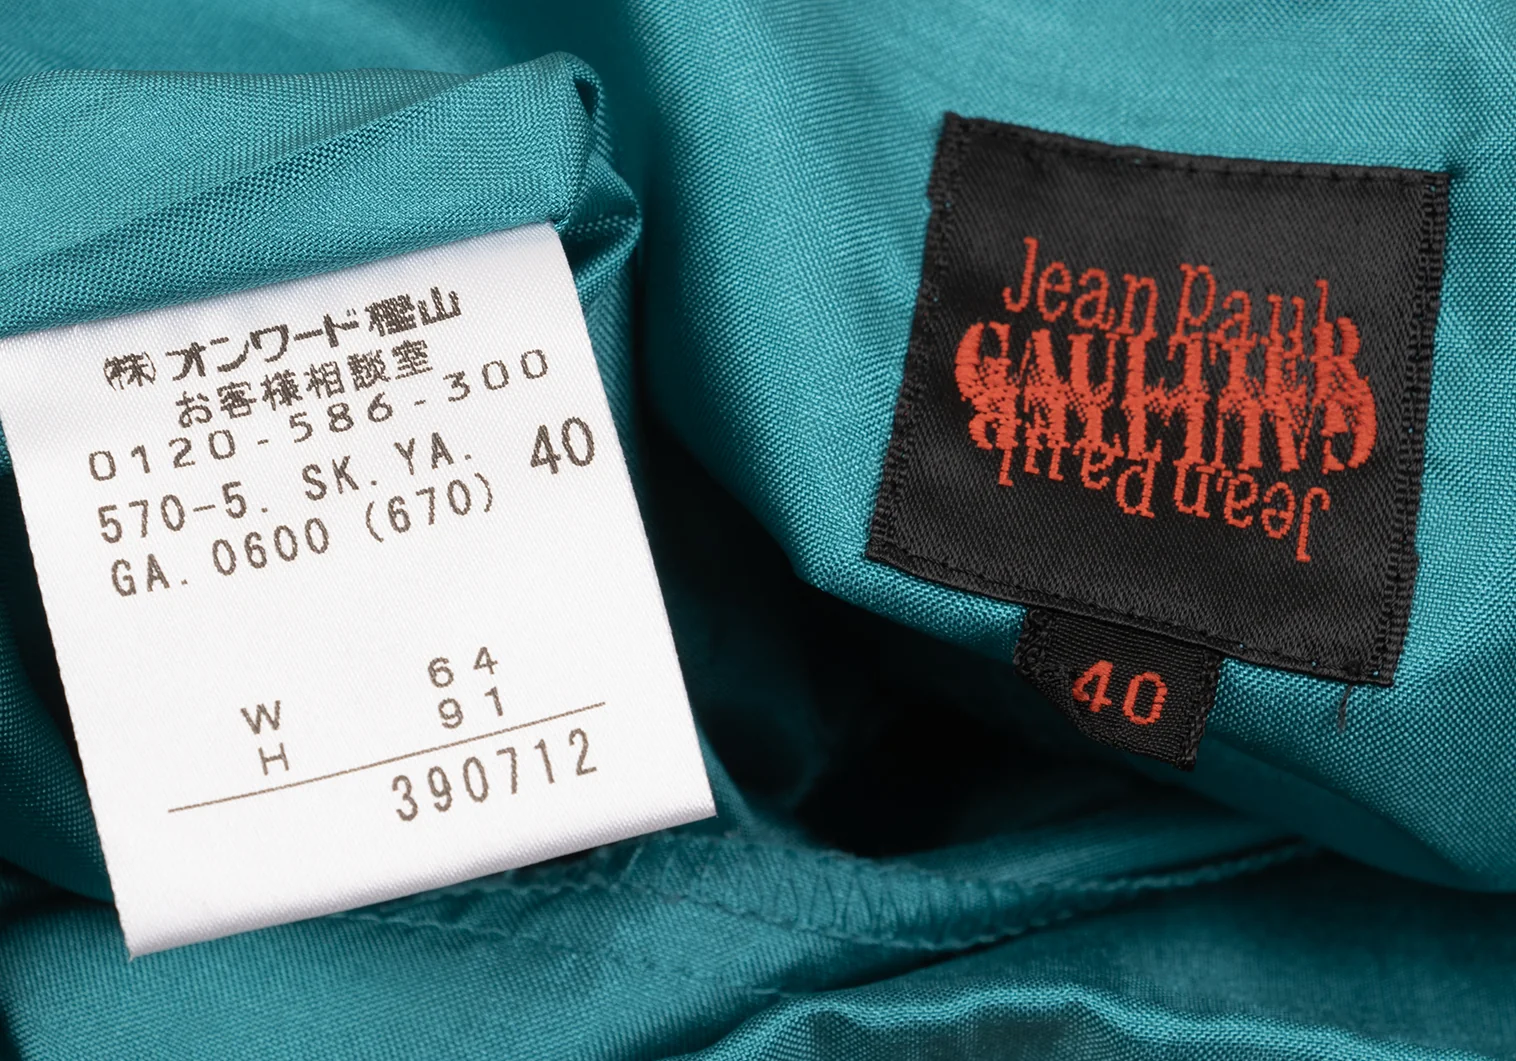 ㈱オンワード樫山
お客様相談室
0120-586-300
570-5. SK. YA. 40
GA. 0600 (670)
W 64
H 91
390712
Jean Paul
GAULTIER
GAULTIER
Jean Paul
40